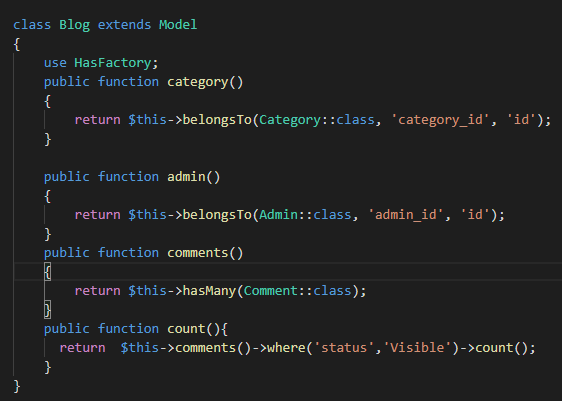 class Blog extends Model
{
    use HasFactory;
    public function category()
    {
        return $this->belongsTo(Category::class, 'category_id', 'id');
    }

    public function admin()
    {
        return $this->belongsTo(Admin::class, 'admin_id', 'id');
    }
    public function comments()
    {
        return $this->hasMany(Comment::class);
    }
    public function count(){
      return  $this->comments()->where('status','Visible')->count();
    }
}